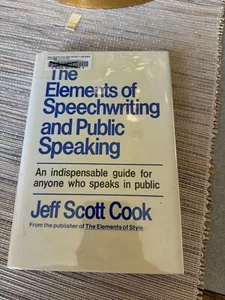 The
Elements of
Speechwriting
and Public
Speaking
An indispensable guide for
anyone who speaks in public
Jeff Scott Cook
From the publisher of The Elements of Style